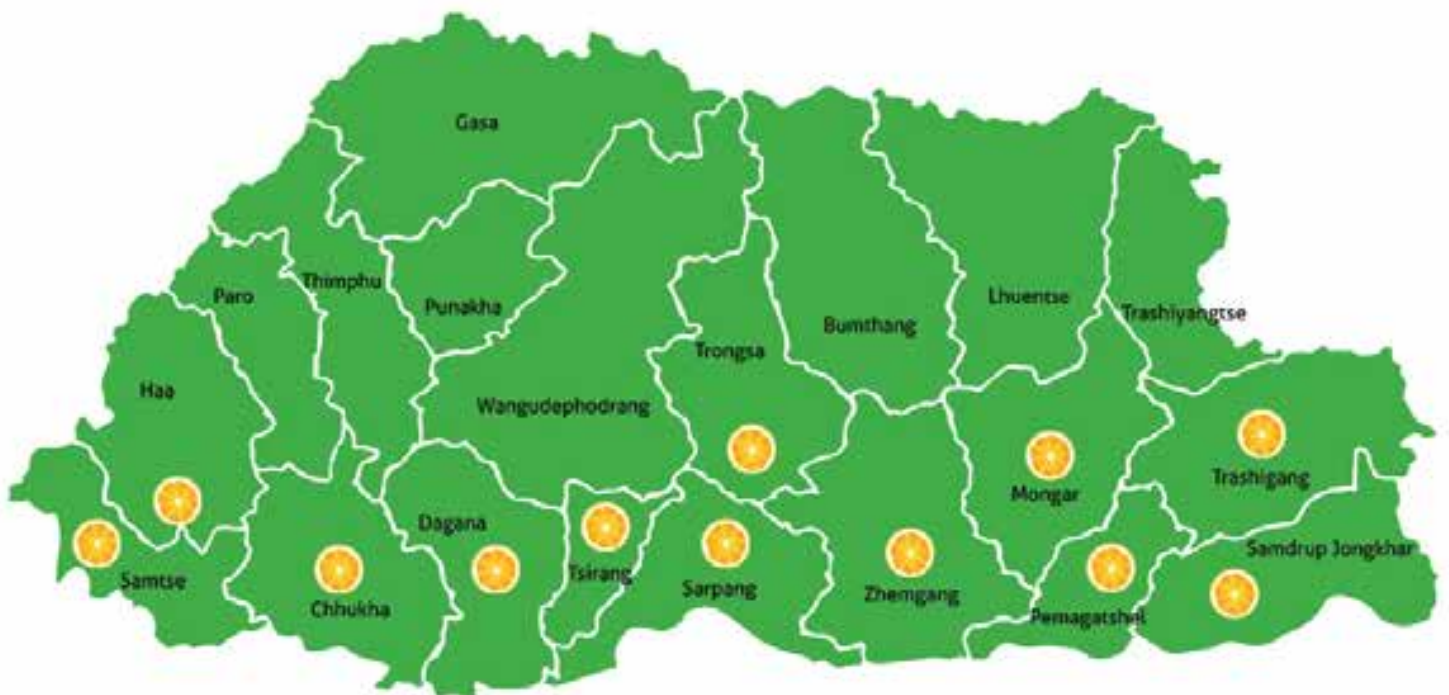 Gasa
Thimphu
Paro
Punakha
Lhuentse
Trashiyangtse
Bumthang
Trongsa
Haa
Wangudephodrang
Trashigang
Mongar
Dagana
Samdrup Jongkhar
Tsirang
Samtse
Sarpang
Zhemgang
Chhukha
Pemagatshel